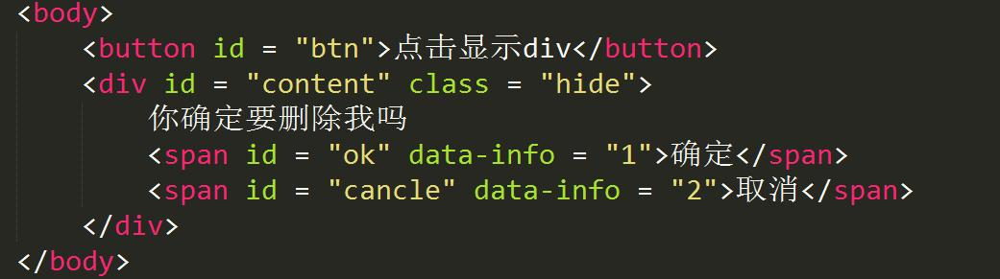 <body>
<button id = "btn">点击显示div</button>
<div id = "content" class = "hide">
你确定要删除我吗
<span id = "ok" data-info = "1">确定</span>
<span id = "cancle" data-info = "2">取消</span>
</div>
</body>